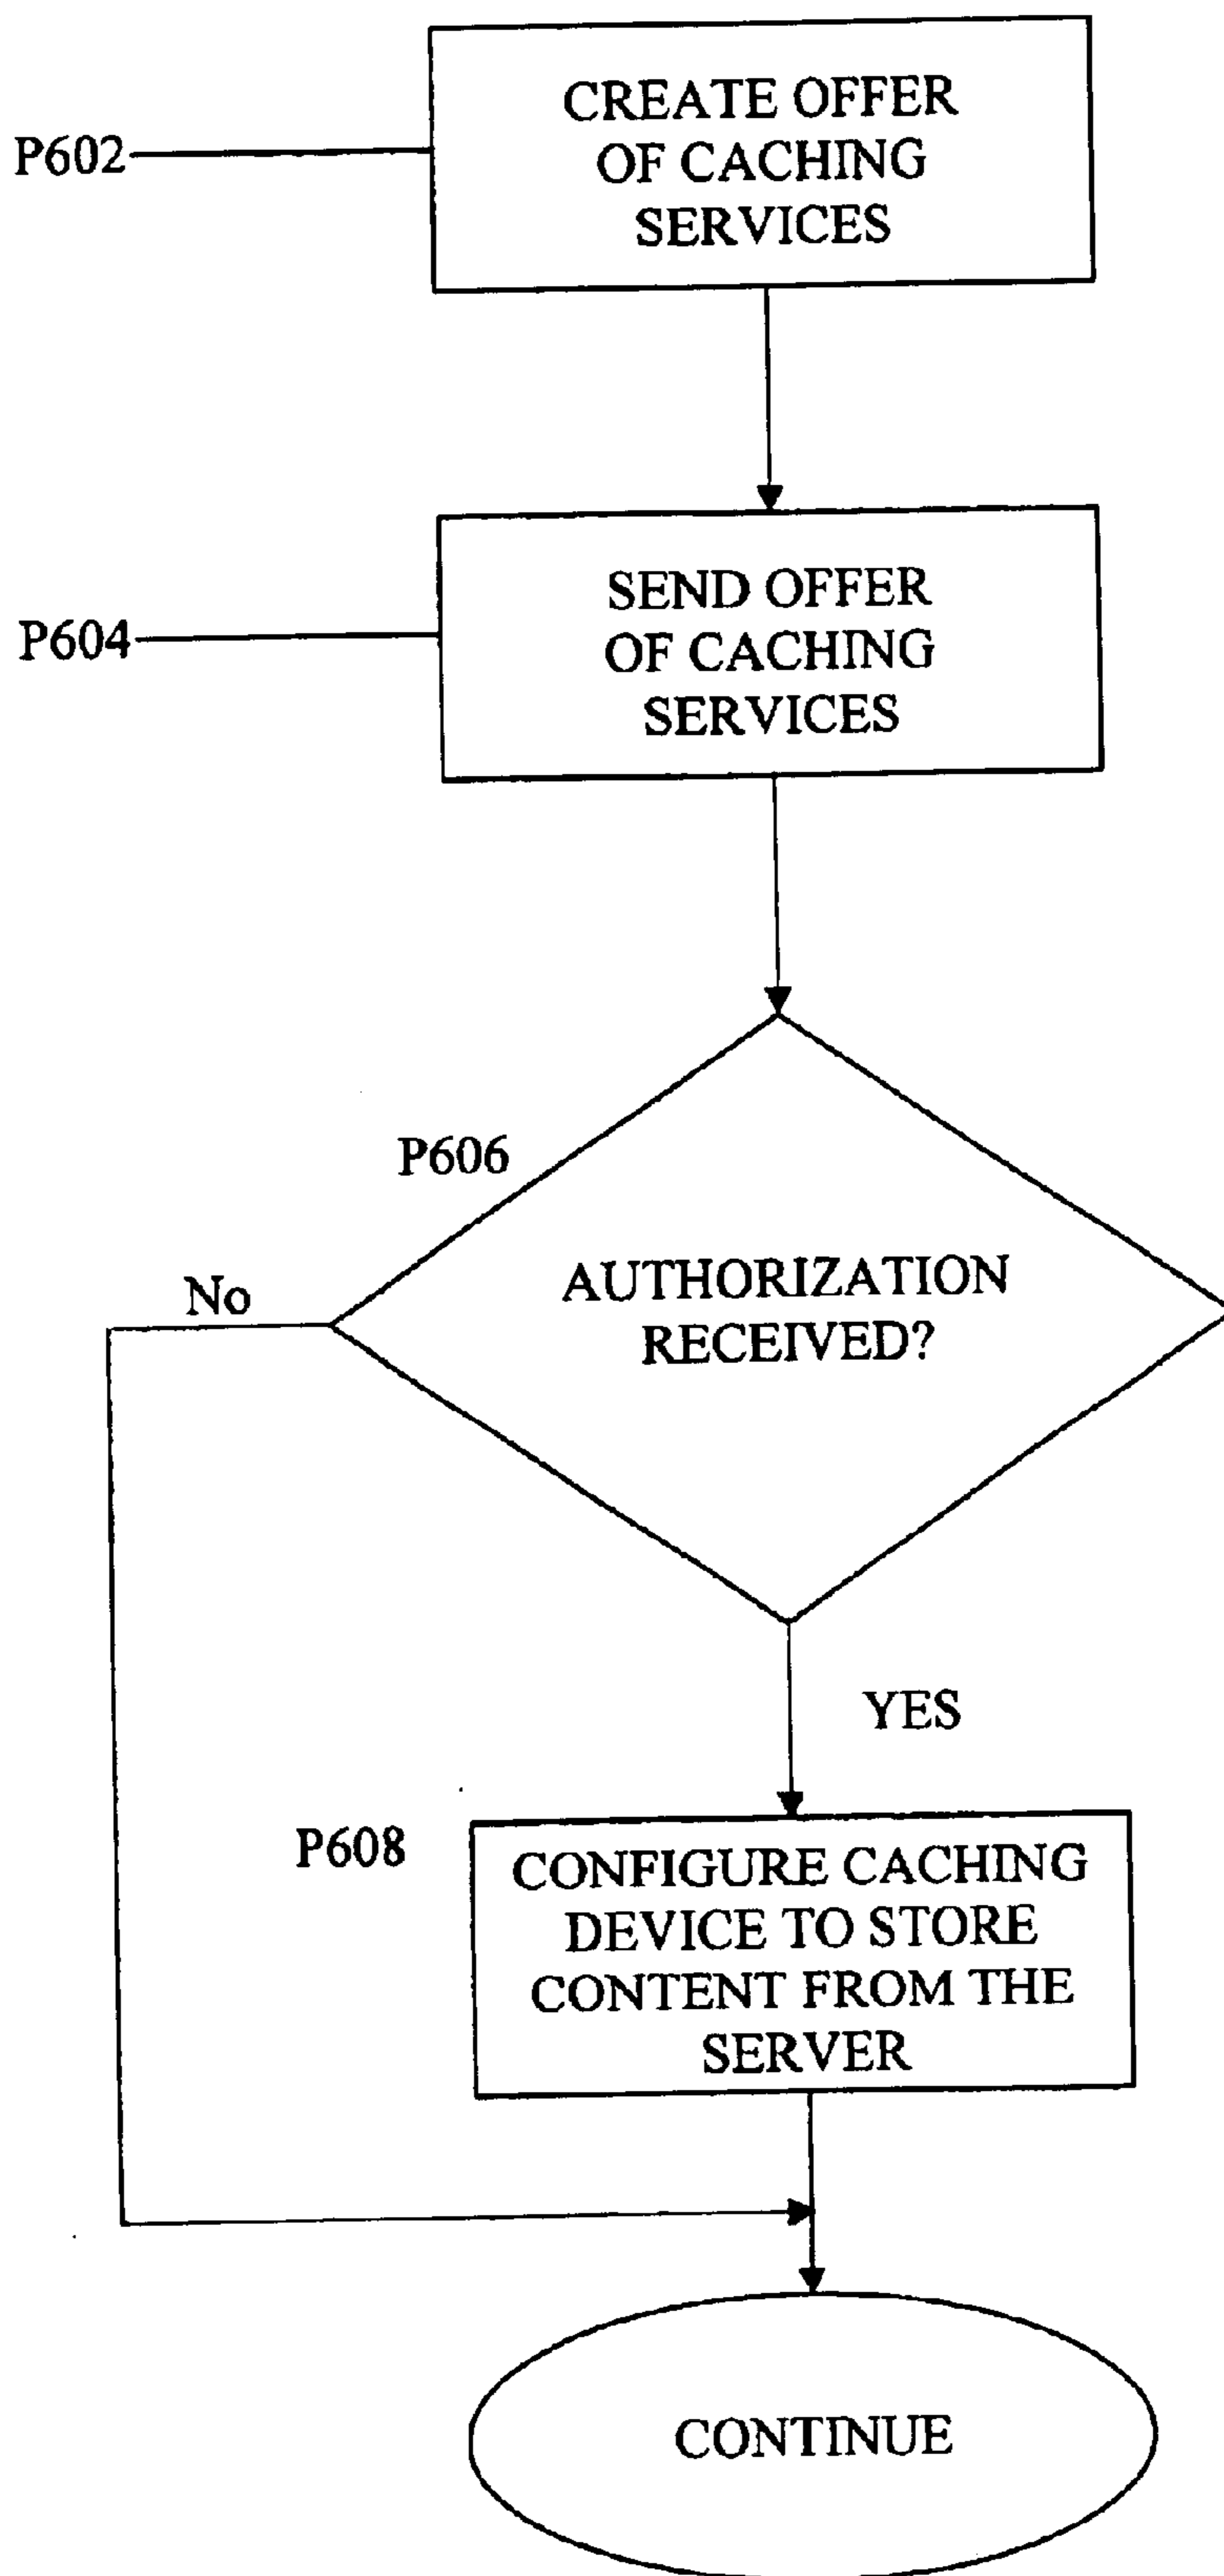 CREATE OFFER
OF CACHING
SERVICES
P602
SEND OFFER
OF CACHING
SERVICES
P604
P606
AUTHORIZATION
RECEIVED?
No
YES
P608
CONFIGURE CACHING
DEVICE TO STORE
CONTENT FROM THE
SERVER
CONTINUE